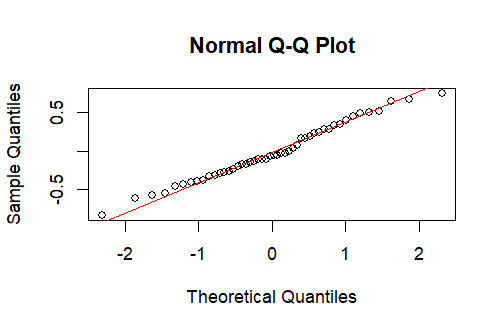 Normal Q-Q Plot
Sample Quantiles
0.5
-0.5
-2
-1
0
1
2
Theoretical Quantiles